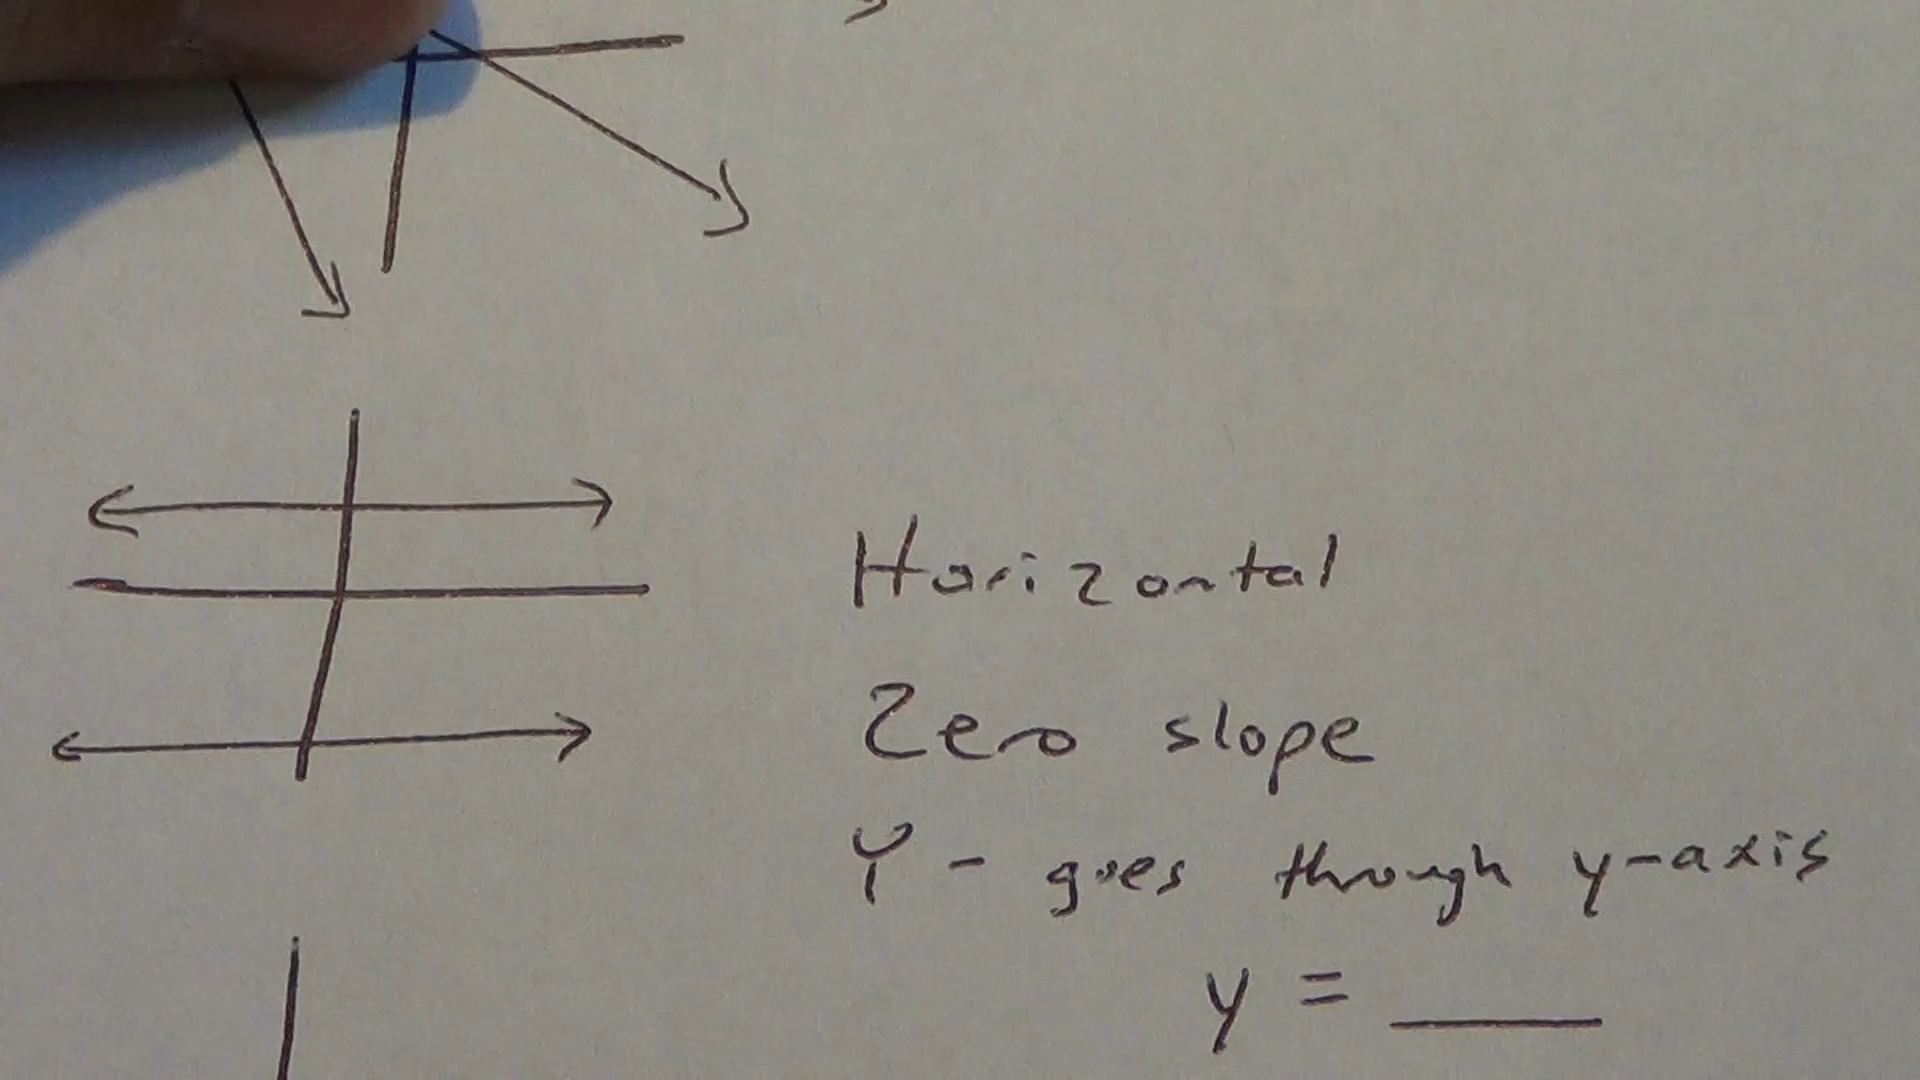 Horizontal
Zero slope
Y - goes through y-axis
y = ___